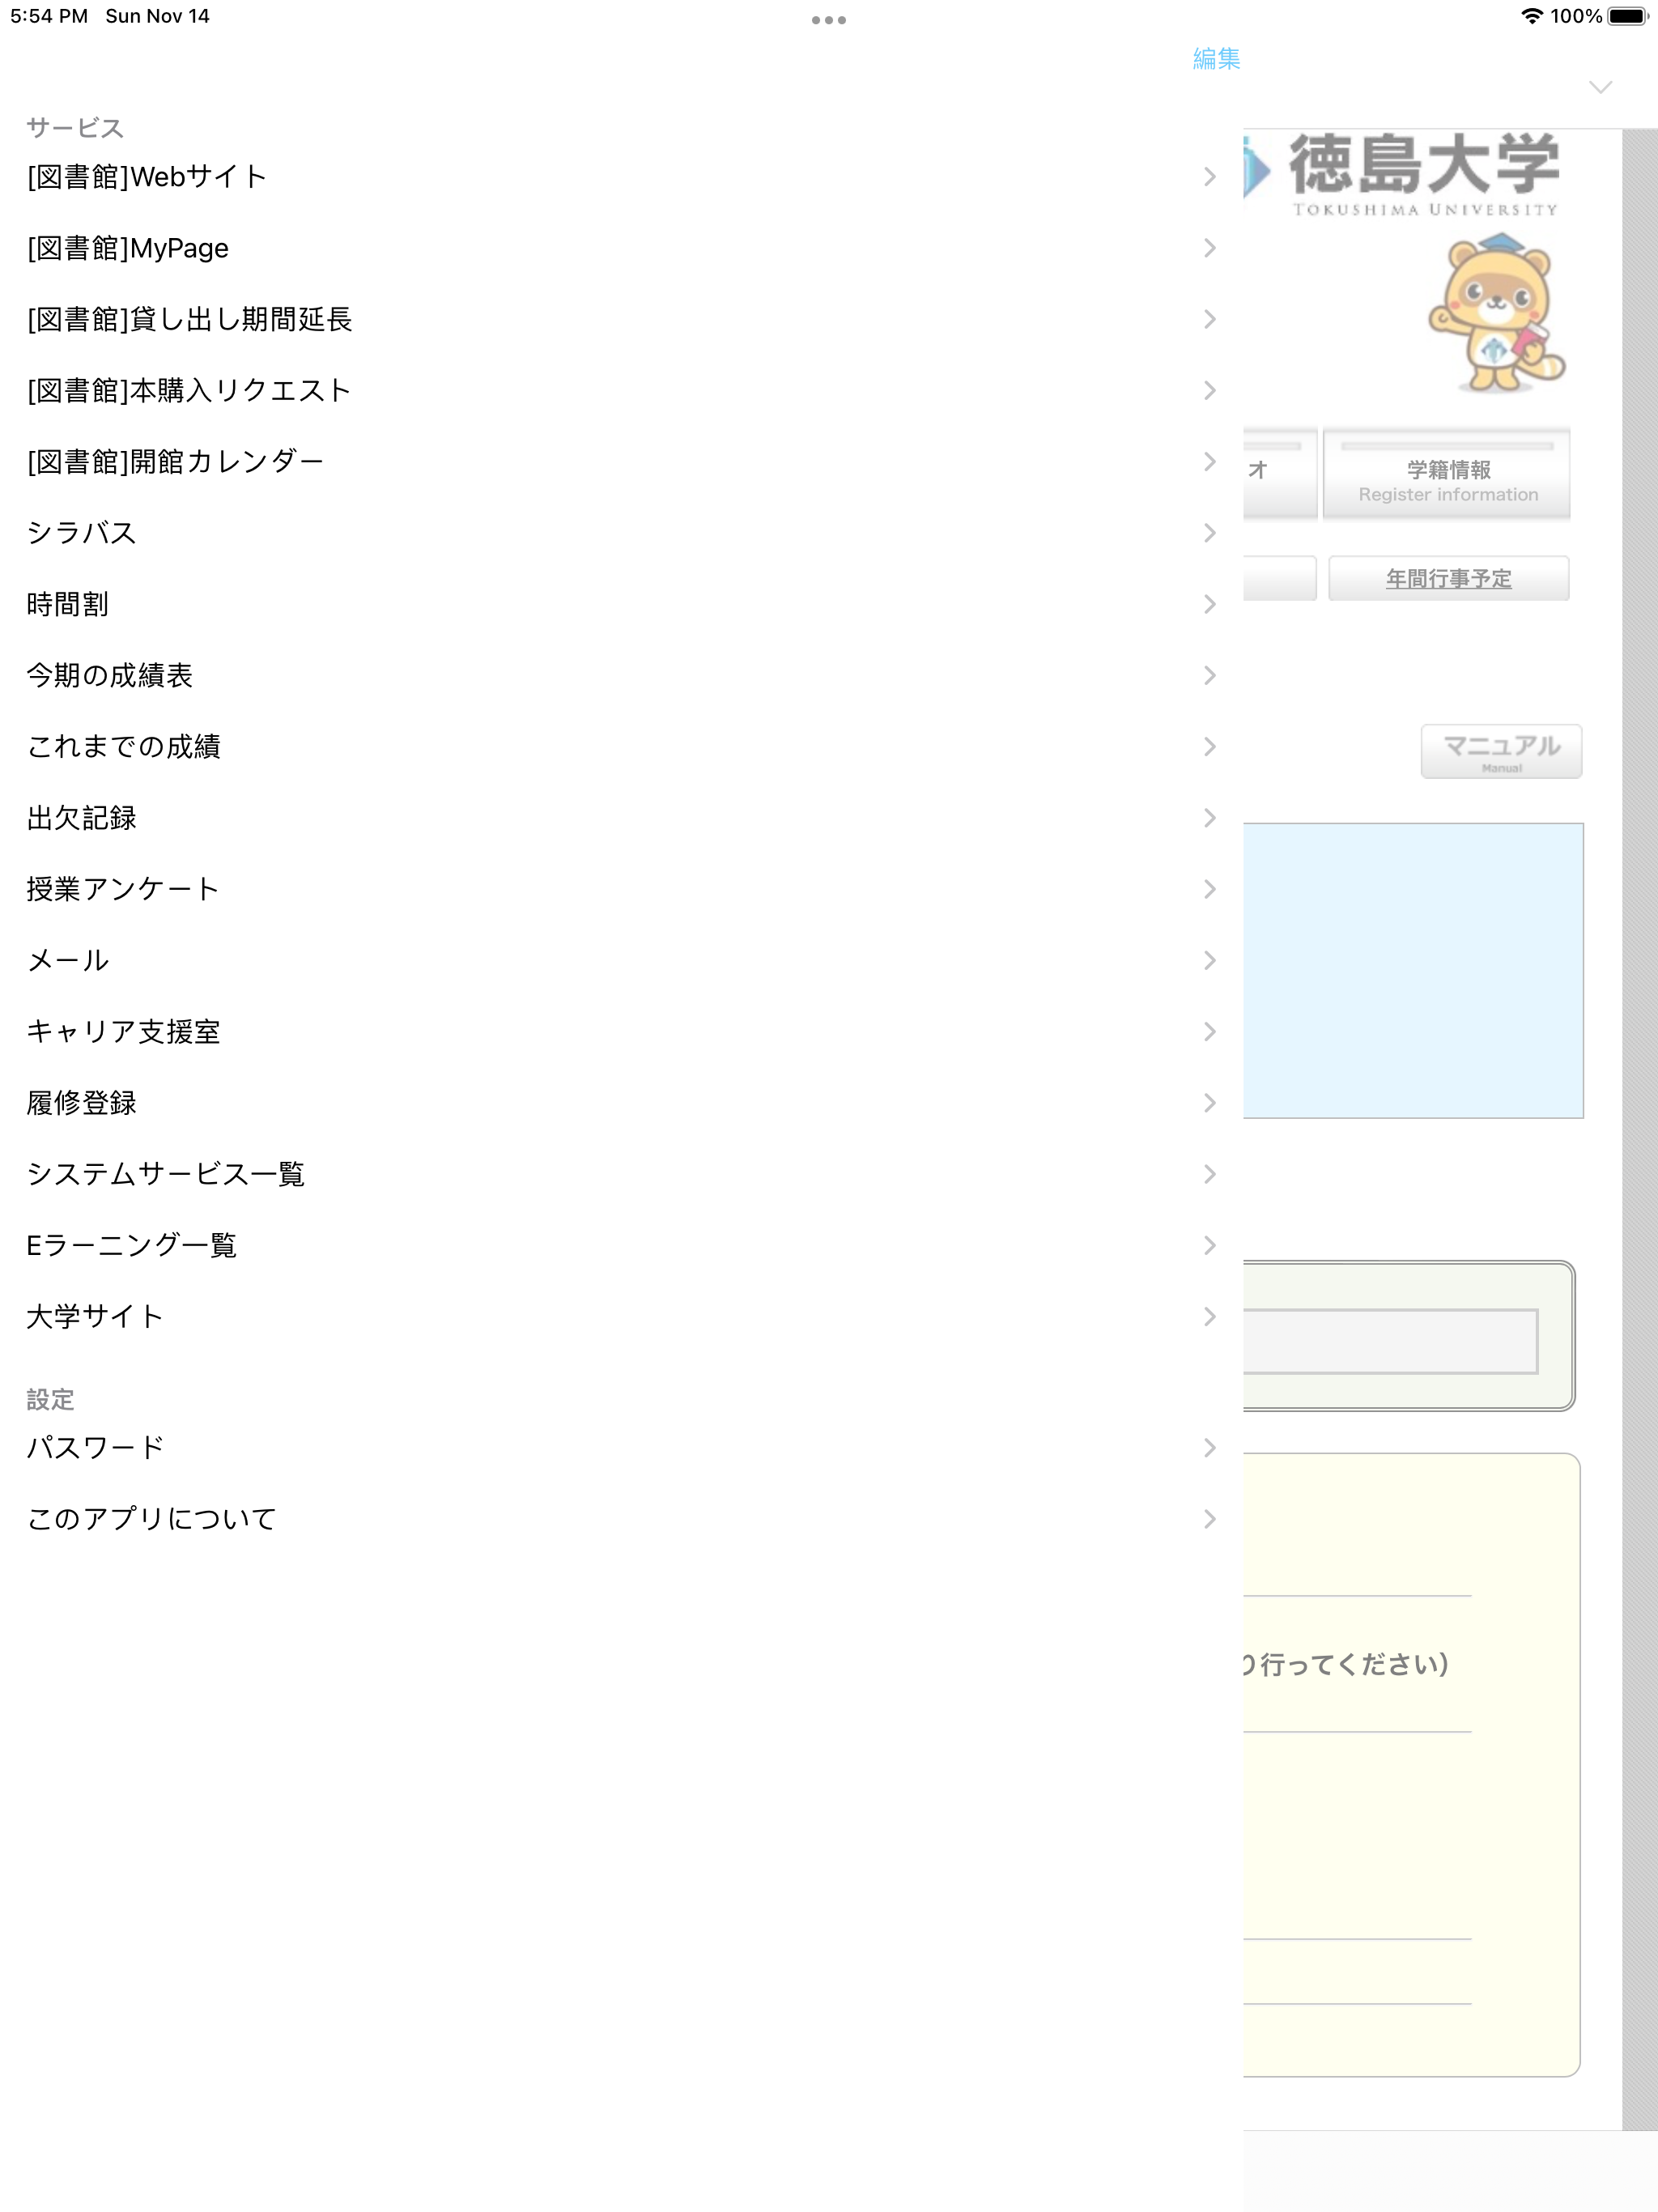 5:54 PM Sun Nov 14
100%
編集
サービス
[図書館]Webサイト
[図書館]MyPage
[図書館]貸し出し期間延長
[図書館]本購入リクエスト
[図書館]開館カレンダー
シラバス
時間割
今期の成績表
これまでの成績
出欠記録
授業アンケート
メール
キャリア支援室
履修登録
システムサービス一覧
Eラーニング一覧
大学サイト
設定
パスワード
このアプリについて
徳島大学
TOKUSHIMA UNIVERSITY
オ
学籍情報
Register information
年間行事予定
マニュアル
Manual
り行ってください）